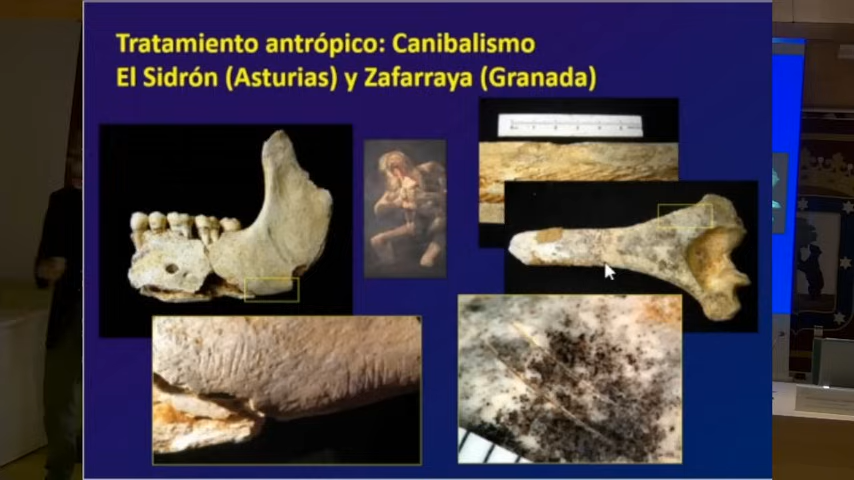 Tratamiento antrópico: Canibalismo
El Sidrón (Asturias) y Zafarraya (Granada)